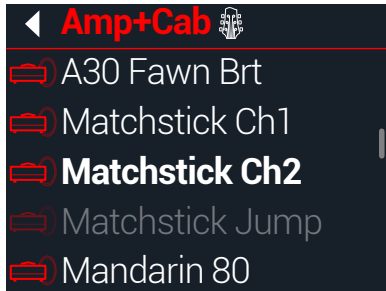 Amp+Cab
A30 Fawn Brt
Matchstick Ch1
Matchstick Ch2
Matchstick Jump
Mandarin 80